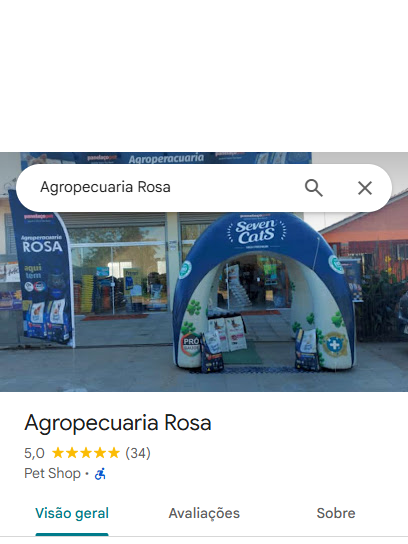 Agropecuaria
Agropecuaria Rosa
Seven
Cats
Agropecuaria
ROSA
aqui
tem
PRO
Agropecuaria Rosa
5,0 ★★★★★ (34)
Pet Shop ·
Visão geral Avaliações Sobre